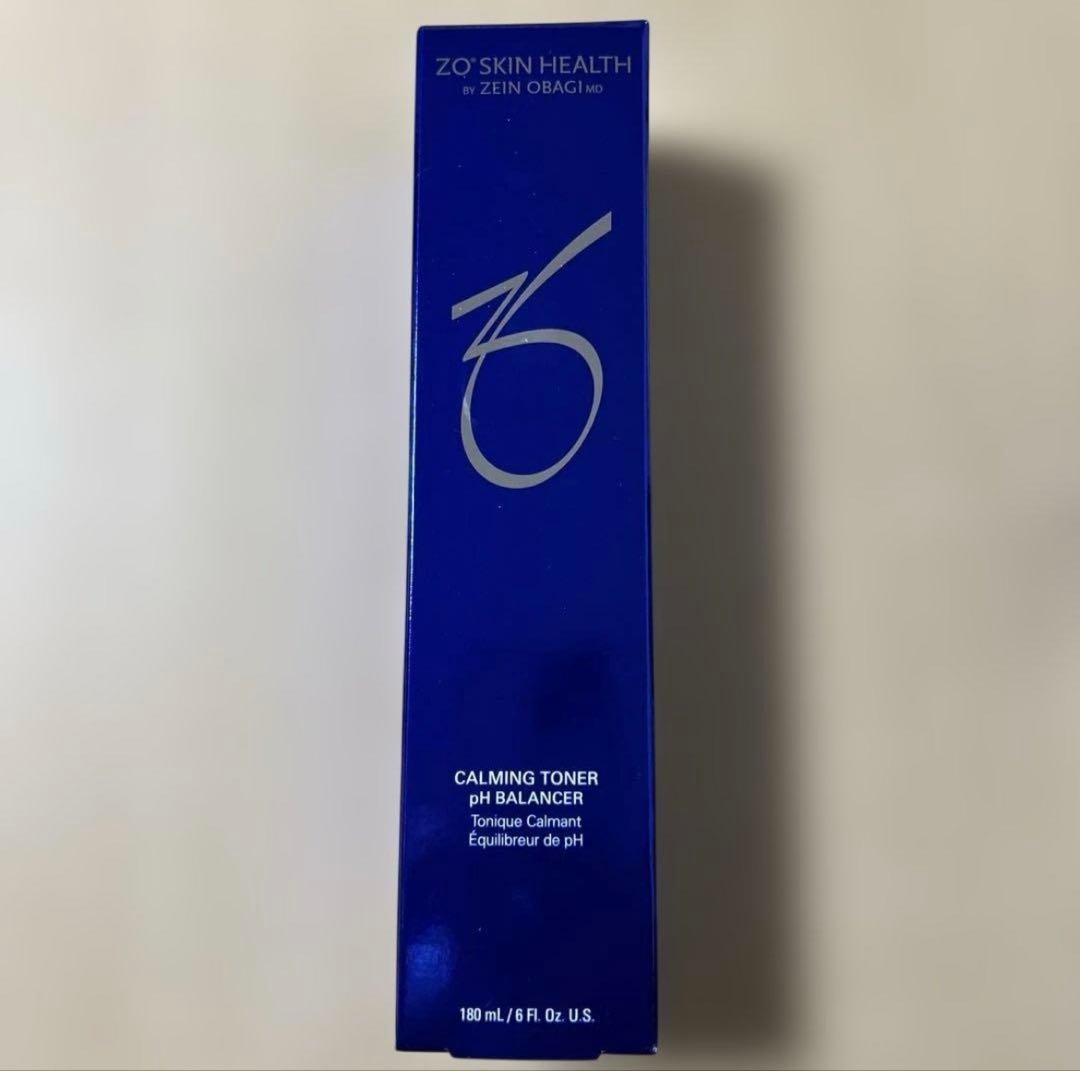 ZO® SKIN HEALTH
BY ZEIN OBAGI MD
CALMING TONER
pH BALANCER
Tonique Calmant
Équilibreur de pH
180 mL / 6 Fl. Oz. U.S.